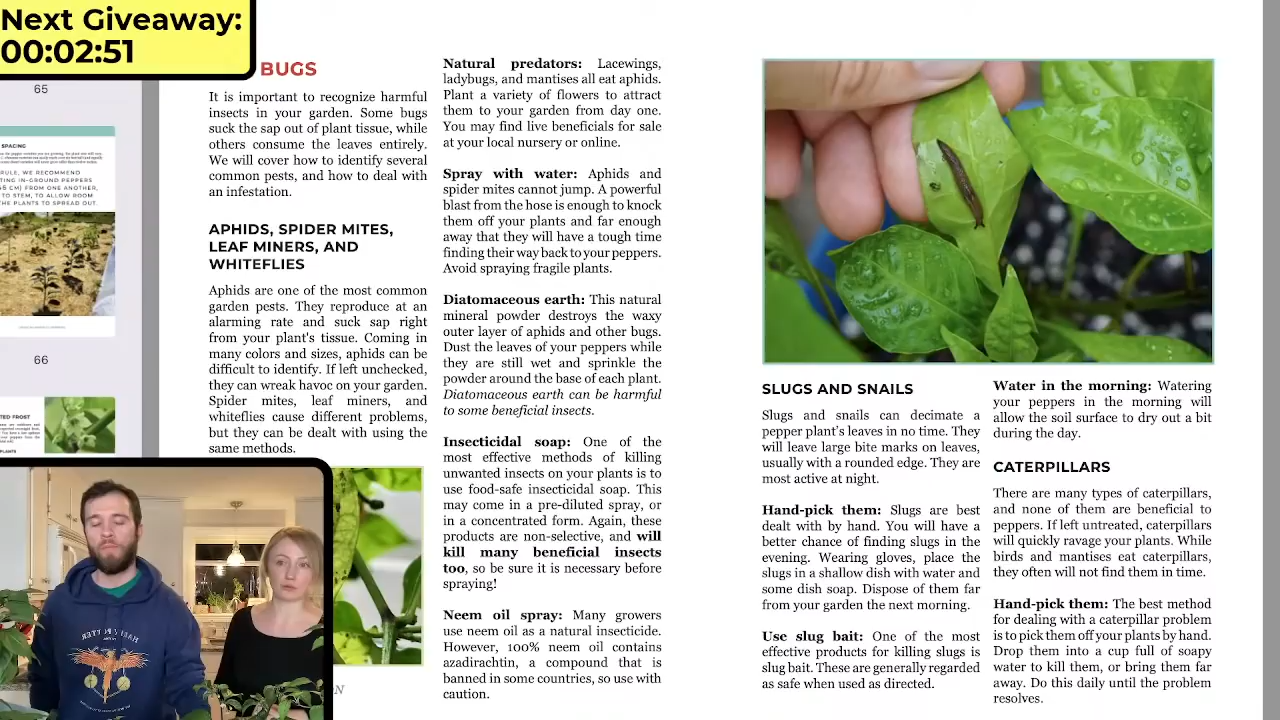 Next Giveaway:
00:02:51
65
SPACING
RULE, WE RECOMMEND
FROM ONE ANOTHER,
TO STEM, TO ALLOW ROOM
THE PLANTS TO SPREAD OUT.
66
FROST
BUGS
It is important to recognize harmful
insects in your garden. Some bugs
suck the sap out of plant tissue, while
others consume the leaves entirely.
We will cover how to identify several
common pests, and how to deal with
an infestation.
APHIDS, SPIDER MITES,
LEAF MINERS, AND
WHITEFLIES
Aphids are one of the most common
garden pests. They reproduce at an
alarming rate and suck sap right
from your plant's tissue. Coming in
many colors and sizes, aphids can be
difficult to identify. If left unchecked,
they can wreak havoc on your garden.
Spider mites, leaf miners, and
whiteflies cause different problems,
but they can be dealt with using the
same methods.
Natural predators: Lacewings,
ladybugs, and mantises all eat aphids.
Plant a variety of flowers to attract
them to your garden from day one.
You may find live beneficials for sale
at your local nursery or online.
Spray with water: Aphids and
spider mites cannot jump. A powerful
blast from the hose is enough to knock
them off your plants and far enough
away that they will have a tough time
finding their way back to your peppers.
Avoid spraying fragile plants.
Diatomaceous earth: This natural
mineral powder destroys the waxy
outer layer of aphids and other bugs.
Dust the leaves of your peppers while
they are still wet and sprinkle the
powder around the base of each plant.
Diatomaceous earth can be harmful
to some beneficial insects.
Insecticidal soap: One of the
most effective methods of killing
unwanted insects on your plants is to
use food-safe insecticidal soap. This
may come in a pre-diluted spray, or
in a concentrated form. Again, these
products are non-selective, and will
kill many beneficial insects
too, so be sure it is necessary before
spraying!
Neem oil spray: Many growers
use neem oil as a natural insecticide.
However, 100% neem oil contains
azadirachtin, a compound that is
banned in some countries, so use with
caution.
SLUGS AND SNAILS
Slugs and snails can decimate a
pepper plant's leaves in no time. They
will leave large bite marks on leaves,
usually with a rounded edge. They are
most active at night.
Hand-pick them: Slugs are best
dealt with by hand. You will have a
better chance of finding slugs in the
evening. Wearing gloves, place the
slugs in a shallow dish with water and
some dish soap. Dispose of them far
from your garden the next morning.
Use slug bait: One of the most
effective products for killing slugs is
slug bait. These are generally regarded
as safe when used as directed.
Water in the morning: Watering
your peppers in the morning will
allow the soil surface to dry out a bit
during the day.
CATERPILLARS
There are many types of caterpillars,
and none of them are beneficial to
peppers. If left untreated, caterpillars
will quickly ravage your plants. While
birds and mantises eat caterpillars,
they often will not find them in time.
Hand-pick them: The best method
for dealing with a caterpillar problem
is to pick them off your plants by hand.
Drop them into a cup full of soapy
water to kill them, or bring them far
away. Do this daily until the problem
resolves.